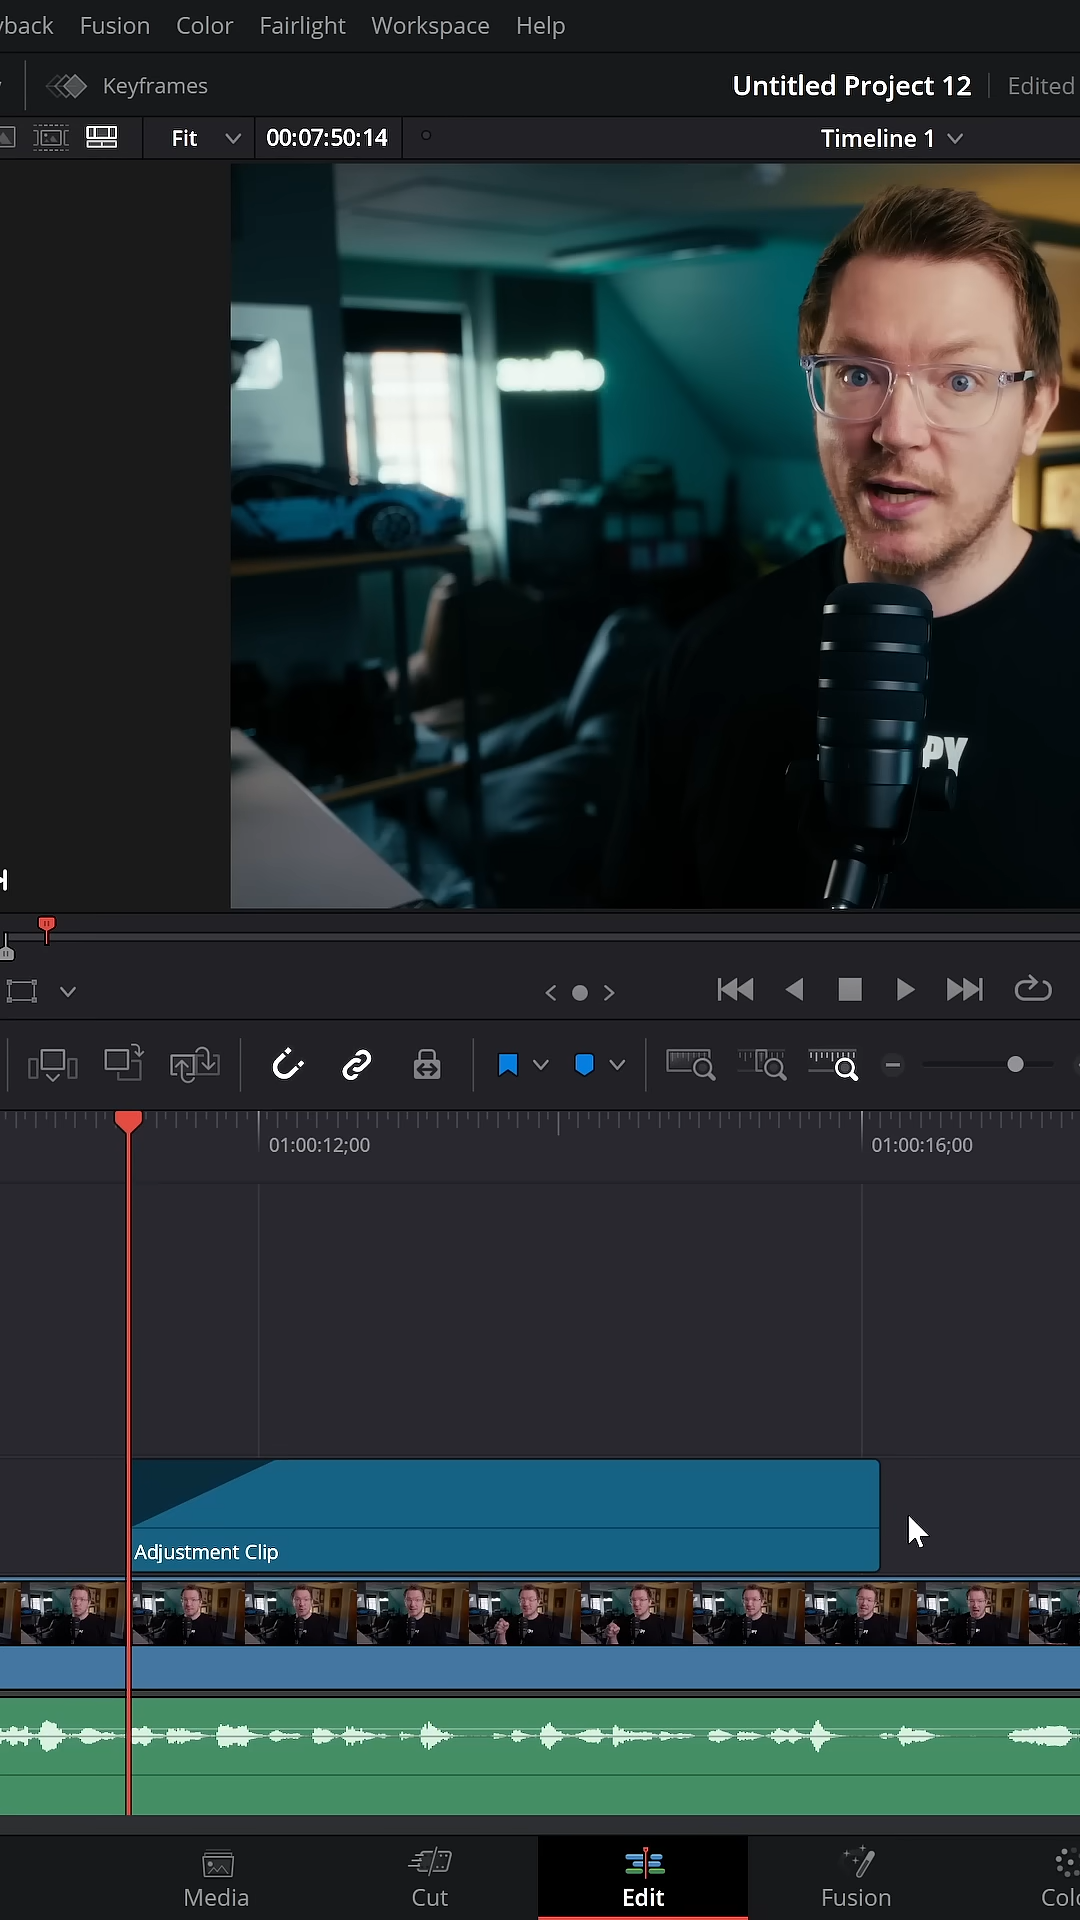 yback Fusion Color Fairlight Workspace Help
Keyframes Untitled Project 12 Edited
Fit 00:07:50:14 Timeline 1
PY
01:00:12;00 01:00:16;00
Adjustment Clip
Media Cut Edit Fusion Colo